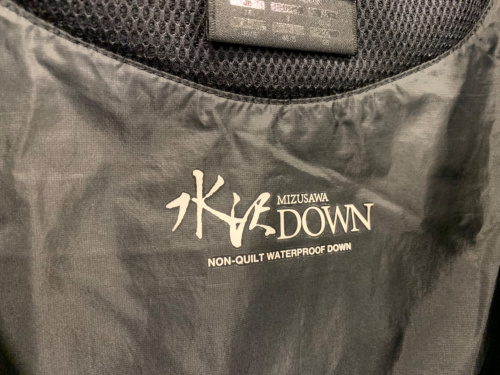 水沢
MIZUSAWA
DOWN
NON-QUILT WATERPROOF DOWN